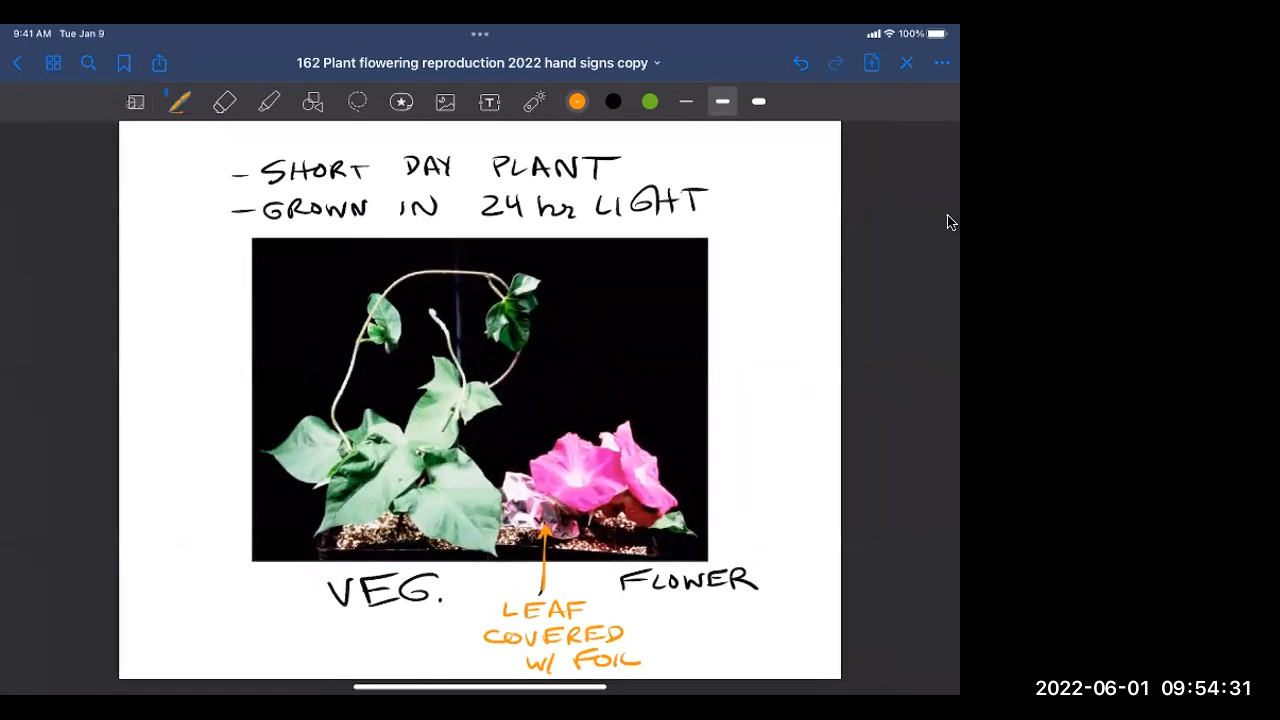 9:41 AM Tue Jan 9
100%
162 Plant flowering reproduction 2022 hand signs copy
- SHORT DAY PLANT
- GROWN IN 24 hr LIGHT
VEG.
FLOWER
LEAF
COVERED
W/ FOIL
2022-06-01 09:54:31